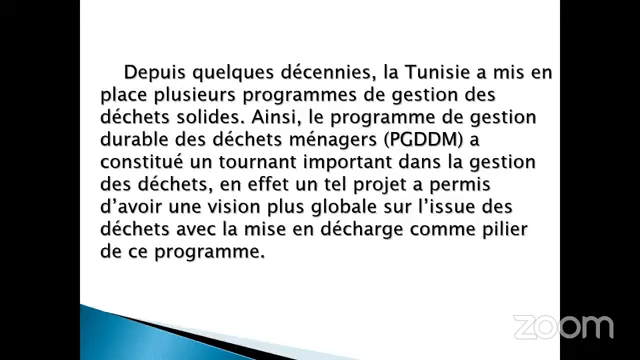 Depuis quelques décennies, la Tunisie a mis en
place plusieurs programmes de gestion des
déchets solides. Ainsi, le programme de gestion
durable des déchets ménagers (PGDDM) a
constitué un tournant important dans la gestion
des déchets, en effet un tel projet a permis
d'avoir une vision plus globale sur l'issue des
déchets avec la mise en décharge comme pilier
de ce programme.
zoom